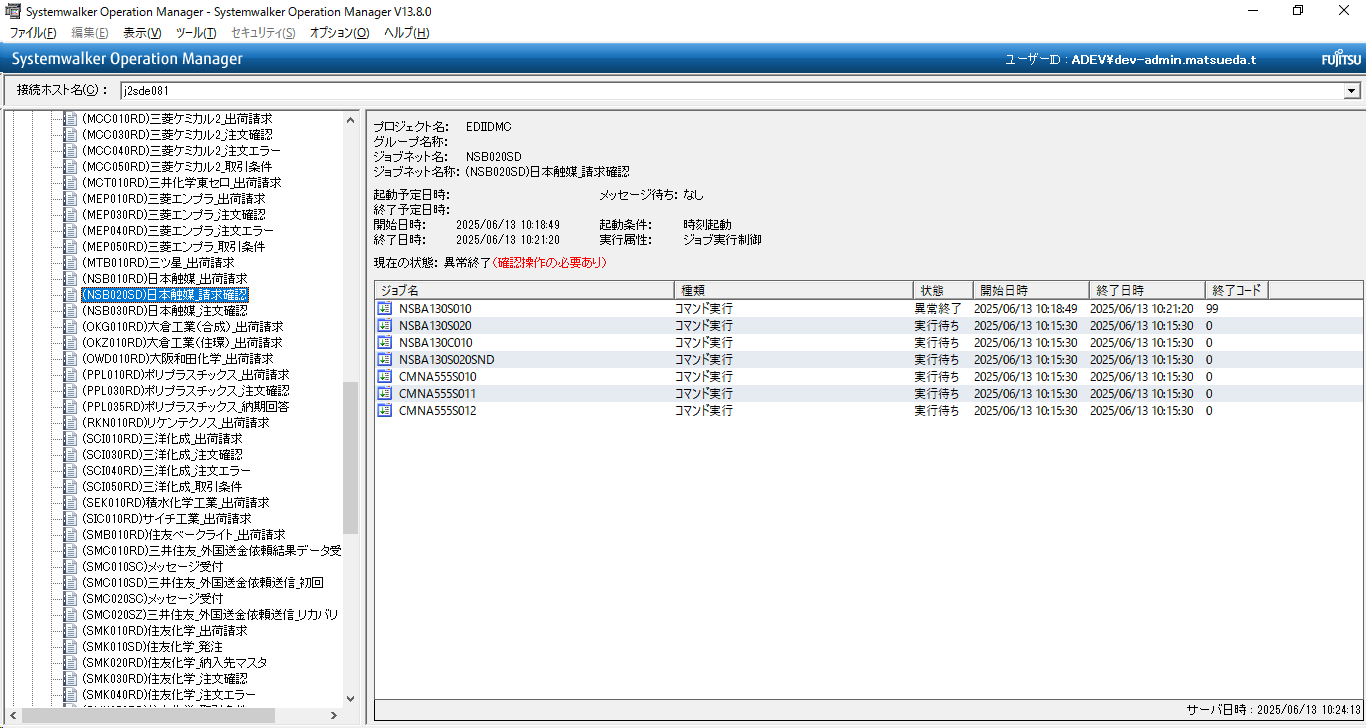 Systemwalker Operation Manager - Systemwalker Operation Manager V13.8.0
ファイル(F) 編集(E) 表示(V) ツール(T) セキュリティ(S) オプション(O) ヘルプ(H)
Systemwalker Operation Manager
ユーザーID : ADEV¥dev-admin.matsueda.t
FUJITSU
接続ホスト名(C) : j2sde081
(MCC010RD)三菱ケミカル2_出荷請求
(MCC030RD)三菱ケミカル2_注文確認
(MCC040RD)三菱ケミカル2_注文エラー
(MCC050RD)三菱ケミカル2_取引条件
(MCT010RD)三井化学東セロ_出荷請求
(MEP010RD)三菱エンプラ_出荷請求
(MEP030RD)三菱エンプラ_注文確認
(MEP040RD)三菱エンプラ_注文エラー
(MEP050RD)三菱エンプラ_取引条件
(MTB010RD)三ツ星_出荷請求
(NSB010RD)日本触媒_出荷請求
(NSB020SD)日本触媒_請求確認
(NSB030RD)日本触媒_注文確認
(OKG010RD)大倉工業(合成)_出荷請求
(OKZ010RD)大倉工業(住環)_出荷請求
(OWD010RD)大阪和田化学_出荷請求
(PPL010RD)ポリプラスチックス_出荷請求
(PPL030RD)ポリプラスチックス_注文確認
(PPL035RD)ポリプラスチックス_納期回答
(RKN010RD)リケンテクノス_出荷請求
(SCI010RD)三洋化成_出荷請求
(SCI030RD)三洋化成_注文確認
(SCI040RD)三洋化成_注文エラー
(SCI050RD)三洋化成_取引条件
(SEK010RD)積水化学工業_出荷請求
(SIC010RD)サイチ工業_出荷請求
(SMB010RD)住友ベークライト_出荷請求
(SMC010RD)三井住友_外国送金依頼結果データ受
(SMC010SC)メッセージ受付
(SMC010SD)三井住友_外国送金依頼送信_初回
(SMC020SC)メッセージ受付
(SMC020SZ)三井住友_外国送金依頼送信_リカバリ
(SMK010RD)住友化学_出荷請求
(SMK010SD)住友化学_発注
(SMK020RD)住友化学_納入先マスタ
(SMK030RD)住友化学_注文確認
(SMK040RD)住友化学_注文エラー
プロジェクト名: EDIIDMC
グループ名称:
ジョブネット名: NSB020SD
ジョブネット名称: (NSB020SD)日本触媒_請求確認
起動予定日時: メッセージ待ち: なし
終了予定日時:
開始日時: 2025/06/13 10:18:49 起動条件: 時刻起動
終了日時: 2025/06/13 10:21:20 実行属性: ジョブ実行制御
現在の状態: 異常終了(確認操作の必要あり)
ジョブ名 種類 状態 開始日時 終了日時 終了コード
NSBA130S010 コマンド実行 異常終了 2025/06/13 10:18:49 2025/06/13 10:21:20 99
NSBA130S020 コマンド実行 実行待ち 2025/06/13 10:15:30 2025/06/13 10:15:30 0
NSBA130C010 コマンド実行 実行待ち 2025/06/13 10:15:30 2025/06/13 10:15:30 0
NSBA130S020SND コマンド実行 実行待ち 2025/06/13 10:15:30 2025/06/13 10:15:30 0
CMNA555S010 コマンド実行 実行待ち 2025/06/13 10:15:30 2025/06/13 10:15:30 0
CMNA555S011 コマンド実行 実行待ち 2025/06/13 10:15:30 2025/06/13 10:15:30 0
CMNA555S012 コマンド実行 実行待ち 2025/06/13 10:15:30 2025/06/13 10:15:30 0
サーバ日時 : 2025/06/13 10:24:13